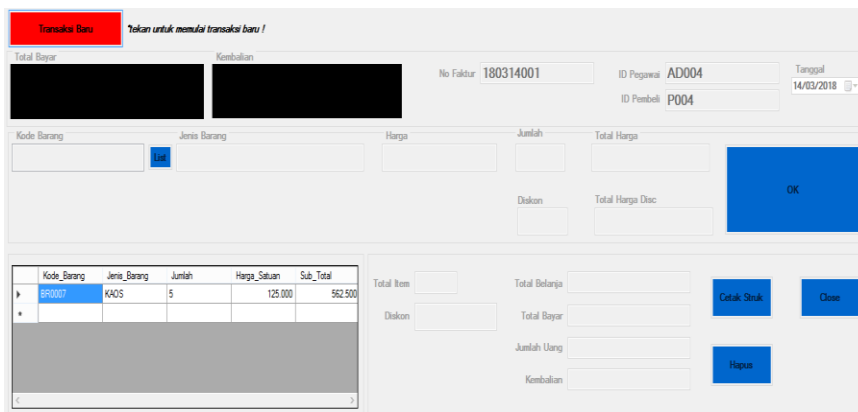 Transaksi Baru *tekan untuk memulai transaksi baru !
Total Bayar Kembalian
No Faktur 180314001 ID Pegawai AD004 Tanggal
14/03/2018
ID Pembeli P004
Kode Barang Jenis Barang Harga Jumlah Total Harga
List
OK
Diskon Total Harga Disc
Kode_Barang Jenis_Barang Jumlah Harga_Satuan Sub_Total
BR0007 KAOS 5 125.000 562.500
Total Item Total Belanja
Cetak Struk Close
Diskon Total Bayar
Jumlah Uang
Hapus
Kembalian